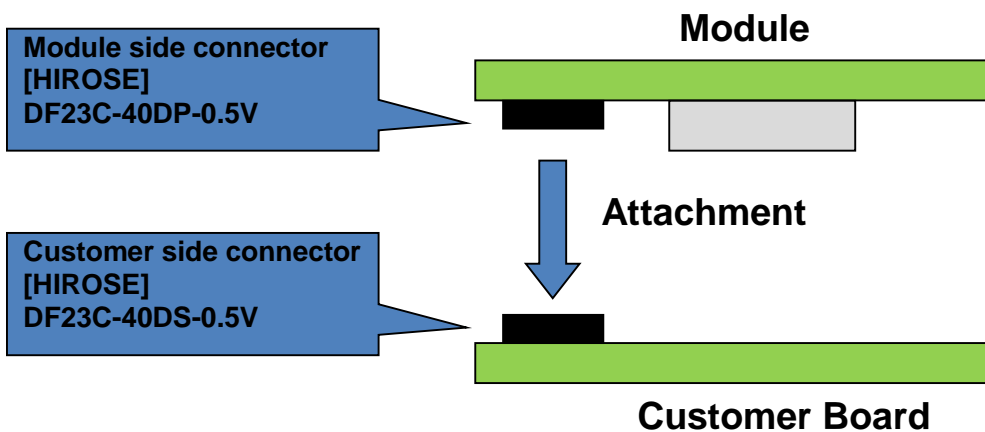 Module
Module side connector
[HIROSE]
DF23C-40DP-0.5V
Attachment
Customer side connector
[HIROSE]
DF23C-40DS-0.5V
Customer Board